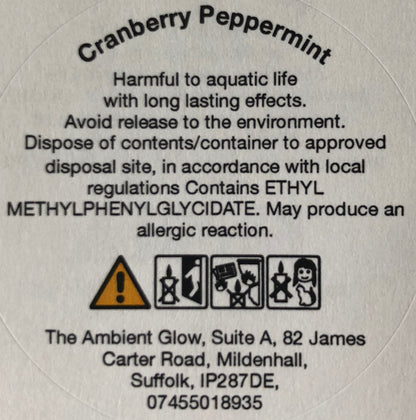 Cranberry Peppermint
Harmful to aquatic life
with long lasting effects.
Avoid release to the environment.
Dispose of contents/container to approved
disposal site, in accordance with local
regulations Contains ETHYL
METHYLPHENYLGLYCIDATE. May produce an
allergic reaction.
The Ambient Glow, Suite A, 82 James
Carter Road, Mildenhall,
Suffolk, IP287DE,
07455018935